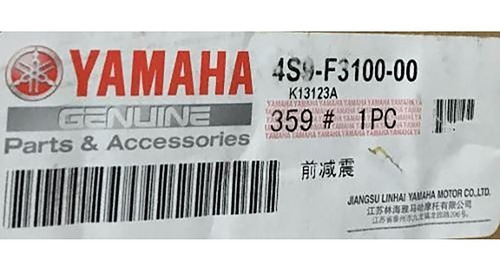 YAMAHA
GENUINE
Parts & Accessories
4S9-F3100-00
K13123A
359# 1PC
前减震
JIANGSU LINHAI YAMAHA MOTOR CO.,LTD.
江苏林海雅马哈摩托有限公司